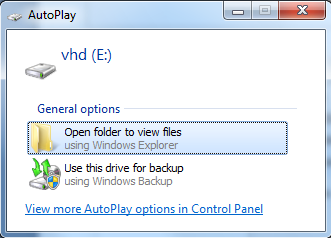 AutoPlay
vhd (E:)
General options
Open folder to view files
using Windows Explorer
Use this drive for backup
using Windows Backup
View more AutoPlay options in Control Panel